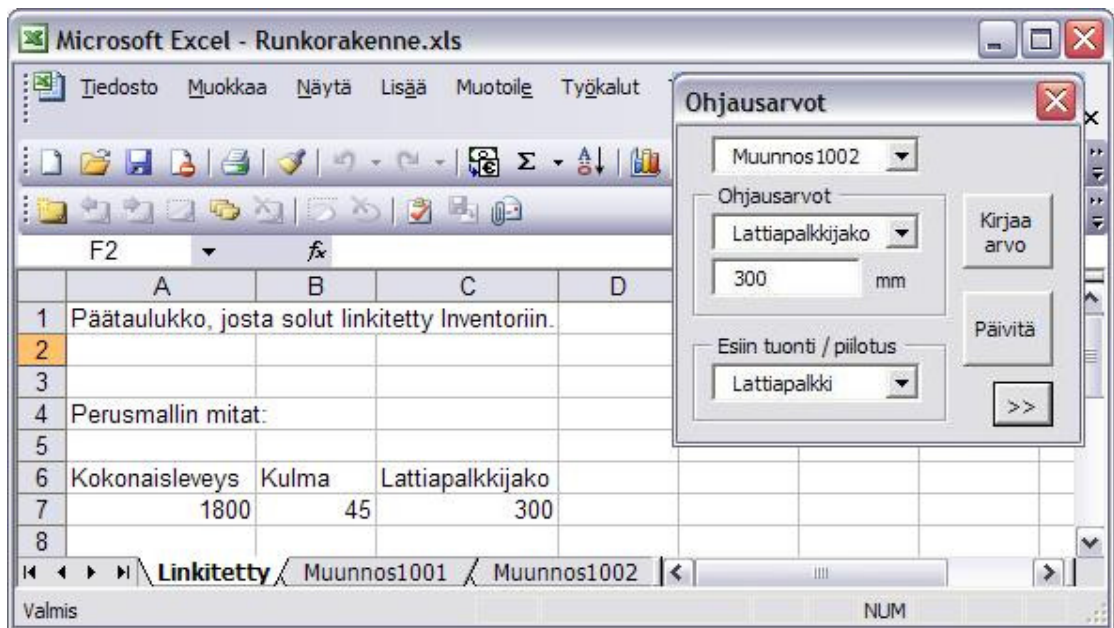 Microsoft Excel - Runkorakenne.xls
Tiedosto Muokkaa Näytä Lisää Muotoile Työkalut
F2 fx
A B C D
1 Päätaulukko, josta solut linkitetty Inventoriin.
2
3
4 Perusmallin mitat:
5
6 Kokonaisleveys Kulma Lattiapalkkijako
7 1800 45 300
8
Linkitetty Muunnos1001 Muunnos1002
Valmis NUM
Ohjausarvot
Muunnos1002
Ohjausarvot
Lattiapalkkijako
300 mm
Kirjaa
arvo
Päivitä
Esiin tuonti / piilotus
Lattiapalkki
>>